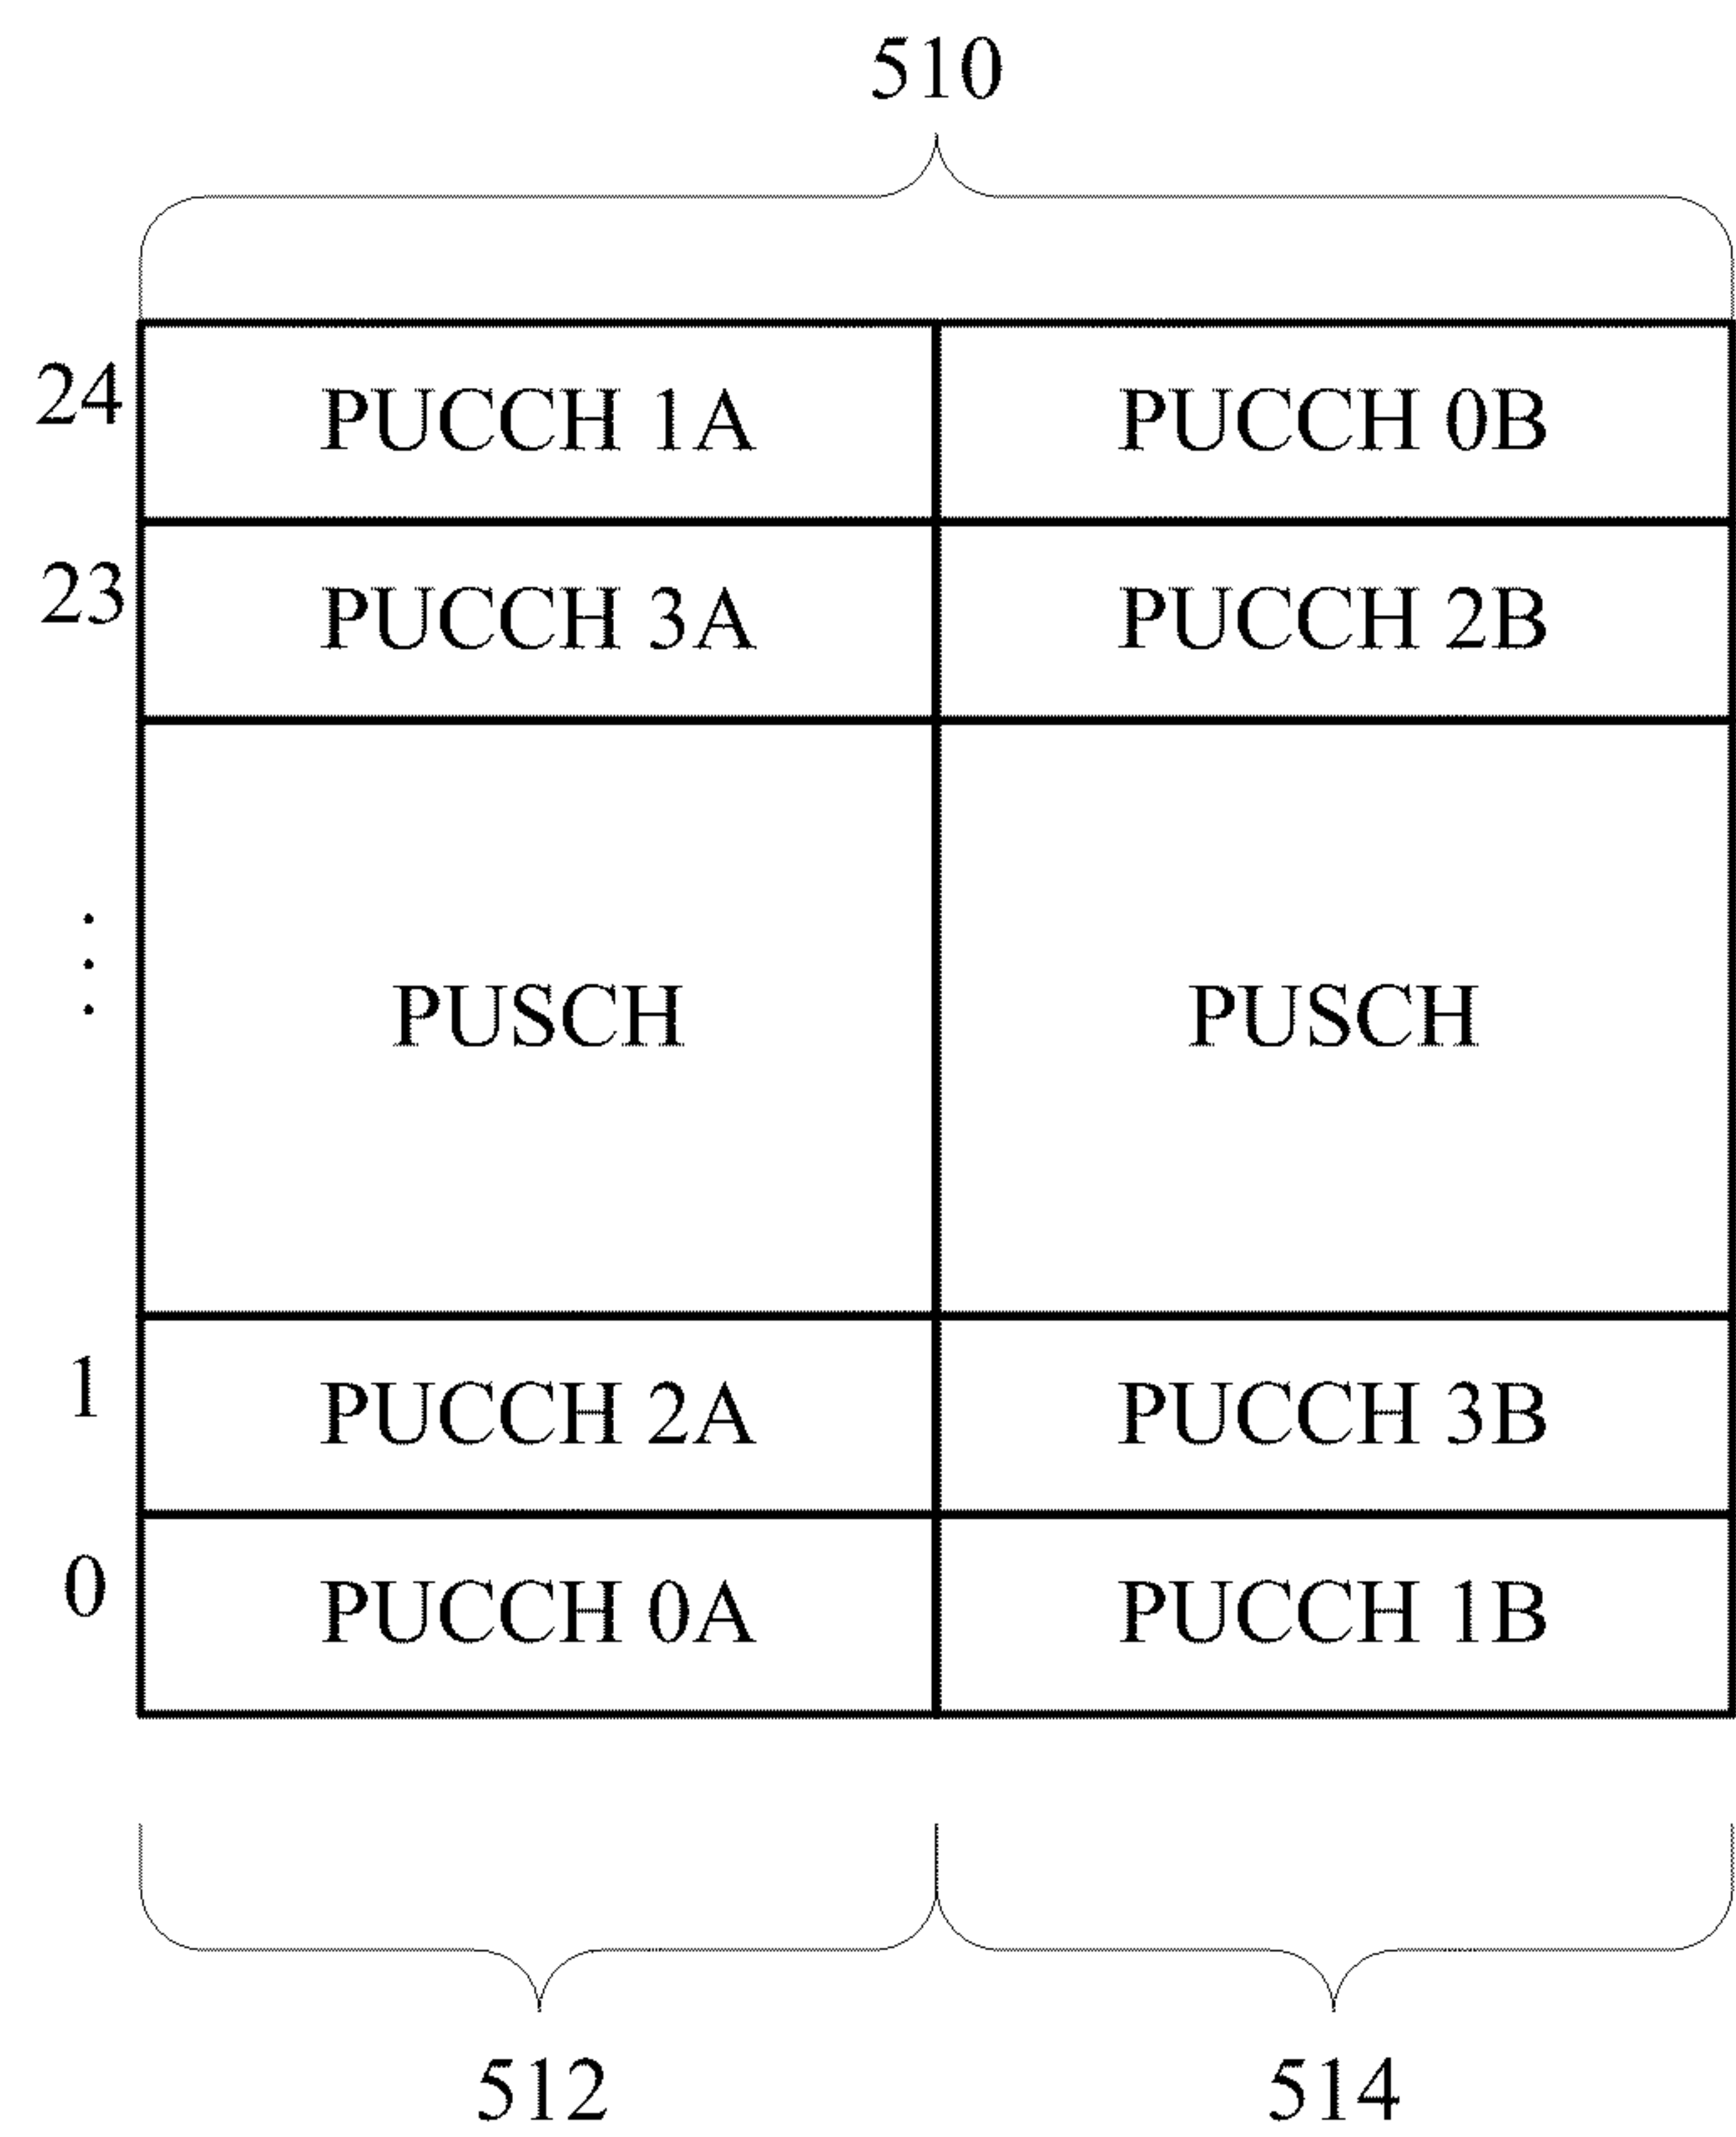 510
24 PUCCH 1A PUCCH 0B
23 PUCCH 3A PUCCH 2B
PUSCH PUSCH
1 PUCCH 2A PUCCH 3B
0 PUCCH 0A PUCCH 1B
512 514